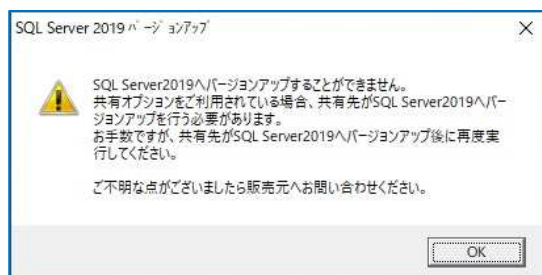 SQL Server 2019 ﾊﾞｰｼﾞｮﾝｱｯﾌﾟ
SQL Server2019へバージョンアップすることができません。
共有オプションをご利用されている場合、共有先がSQL Server2019へバー
ジョンアップを行う必要があります。
お手数ですが、共有先がSQL Server2019へバージョンアップ後に再度実
行してください。
ご不明な点がございましたら販売元へお問い合わせください。
OK